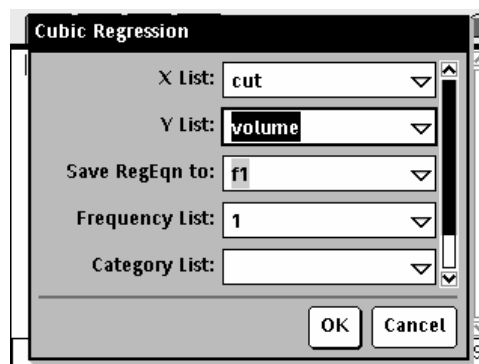 Cubic Regression
X List: cut
Y List: volume
Save RegEqn to: f1
Frequency List: 1
Category List:
OK Cancel